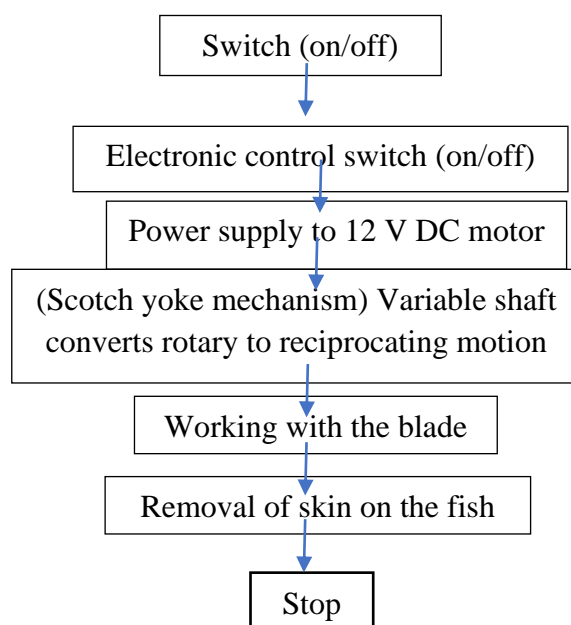 Switch (on/off)
Electronic control switch (on/off)
Power supply to 12 V DC motor
(Scotch yoke mechanism) Variable shaft
converts rotary to reciprocating motion
Working with the blade
Removal of skin on the fish
Stop